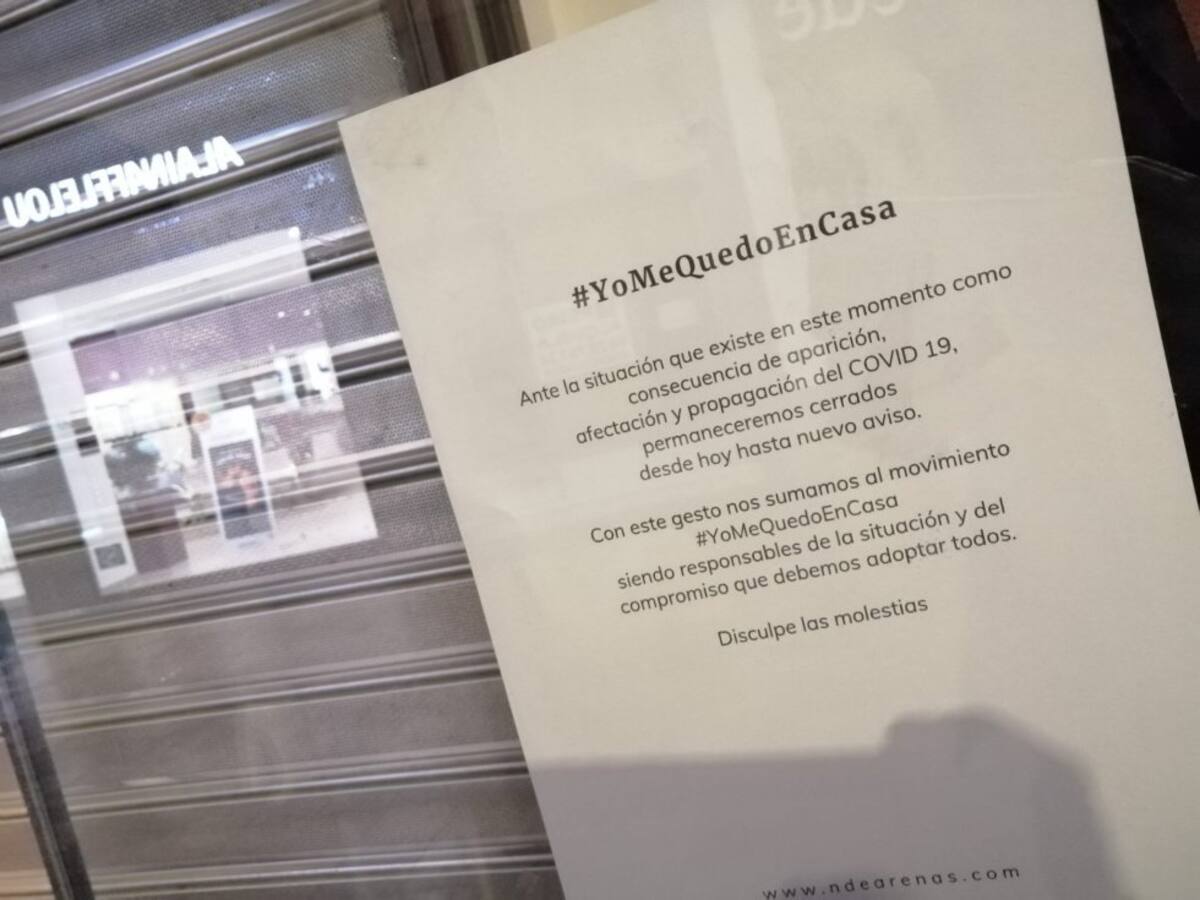 ALAIN AFFLELOU
#YoMeQuedoEnCasa
Ante la situación que existe en este momento como
consecuencia de aparición,
afectación y propagación del COVID 19,
permaneceremos cerrados
desde hoy hasta nuevo aviso.
Con este gesto nos sumamos al movimiento
#YoMeQuedoEnCasa
siendo responsables de la situación y del
compromiso que debemos adoptar todos.
Disculpe las molestias
www.ndearenas.com